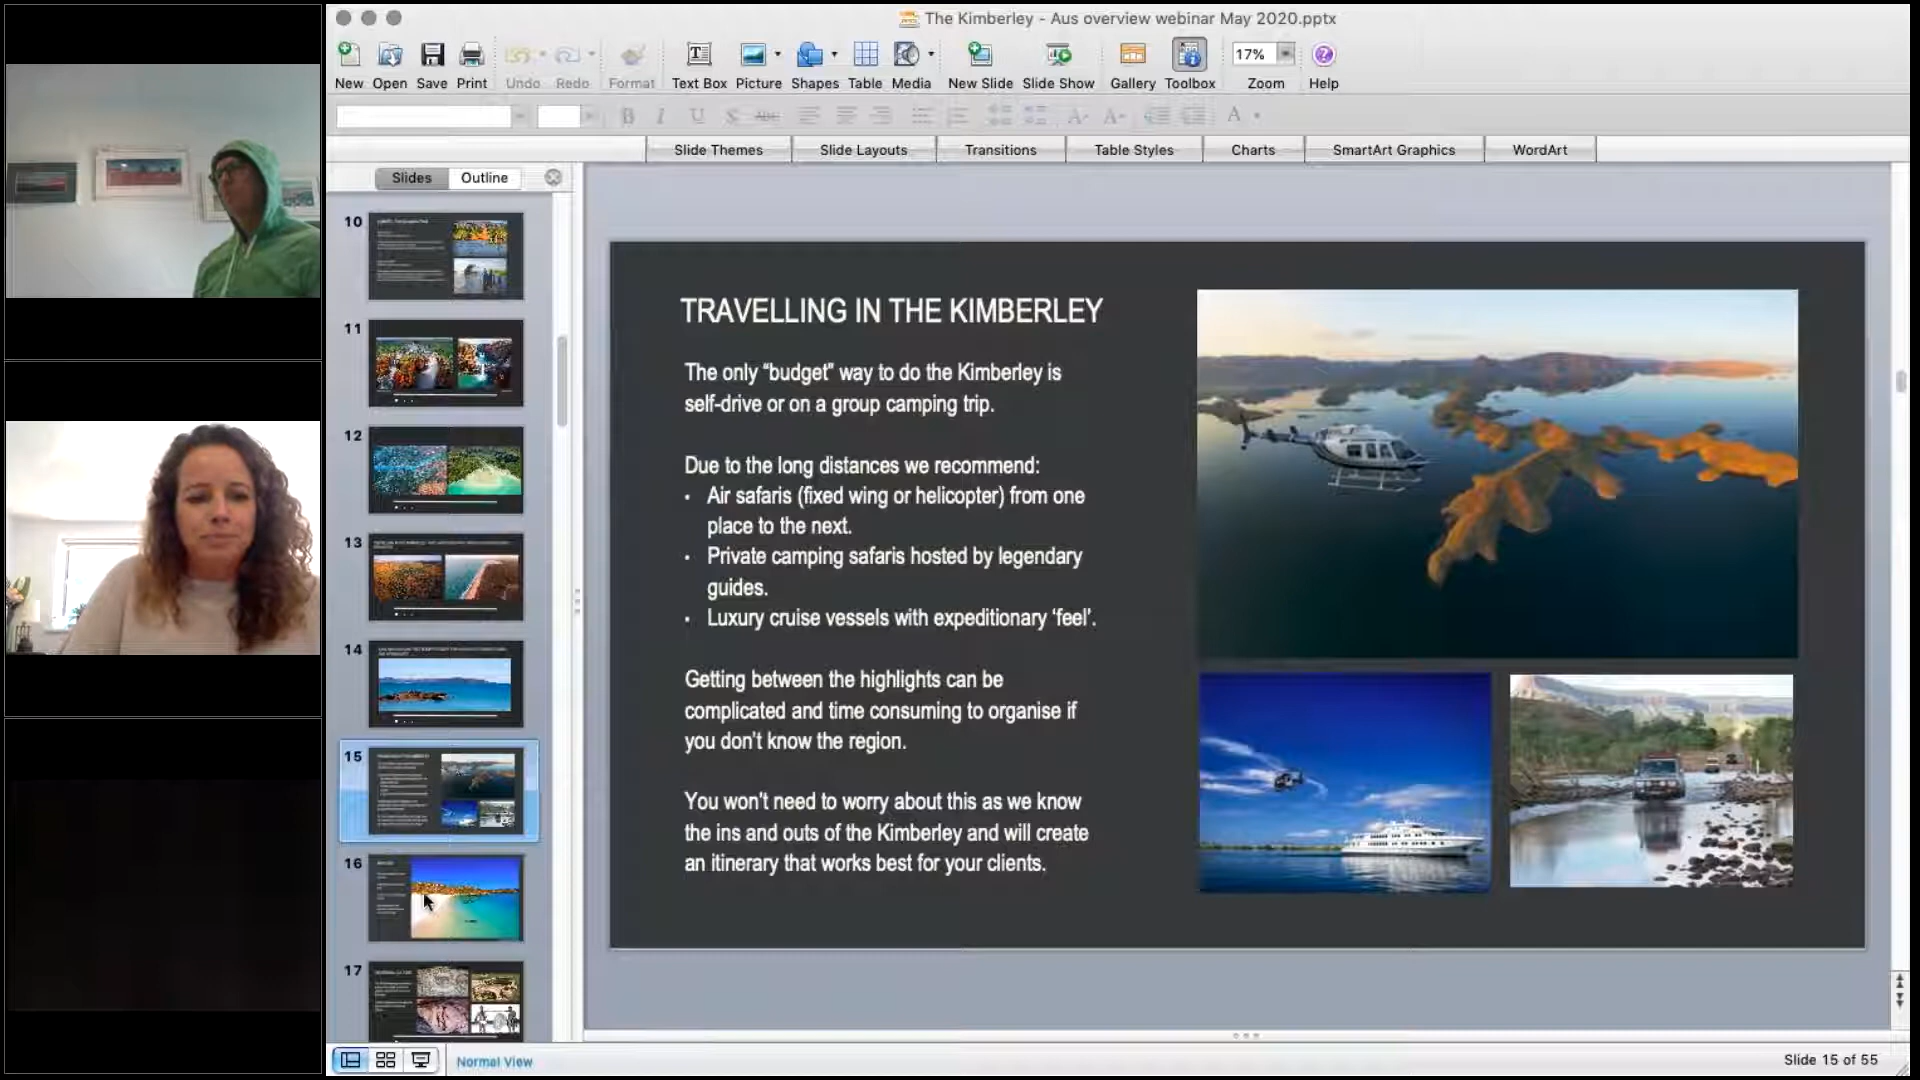 The Kimberley - Aus overview webinar May 2020.pptx
New Open Save Print Undo Redo Format Text Box Picture Shapes Table Media New Slide Slide Show Gallery Toolbox Zoom Help
17%
B I U S ABC A A A
Slide Themes Slide Layouts Transitions Table Styles Charts SmartArt Graphics WordArt
Slides Outline
10
11
12
13
14
15
16
17
TRAVELLING IN THE KIMBERLEY
The only “budget” way to do the Kimberley is
self-drive or on a group camping trip.
Due to the long distances we recommend:
• Air safaris (fixed wing or helicopter) from one
place to the next.
• Private camping safaris hosted by legendary
guides.
• Luxury cruise vessels with expeditionary ‘feel’.
Getting between the highlights can be
complicated and time consuming to organise if
you don’t know the region.
You won’t need to worry about this as we know
the ins and outs of the Kimberley and will create
an itinerary that works best for your clients.
Normal View
Slide 15 of 55